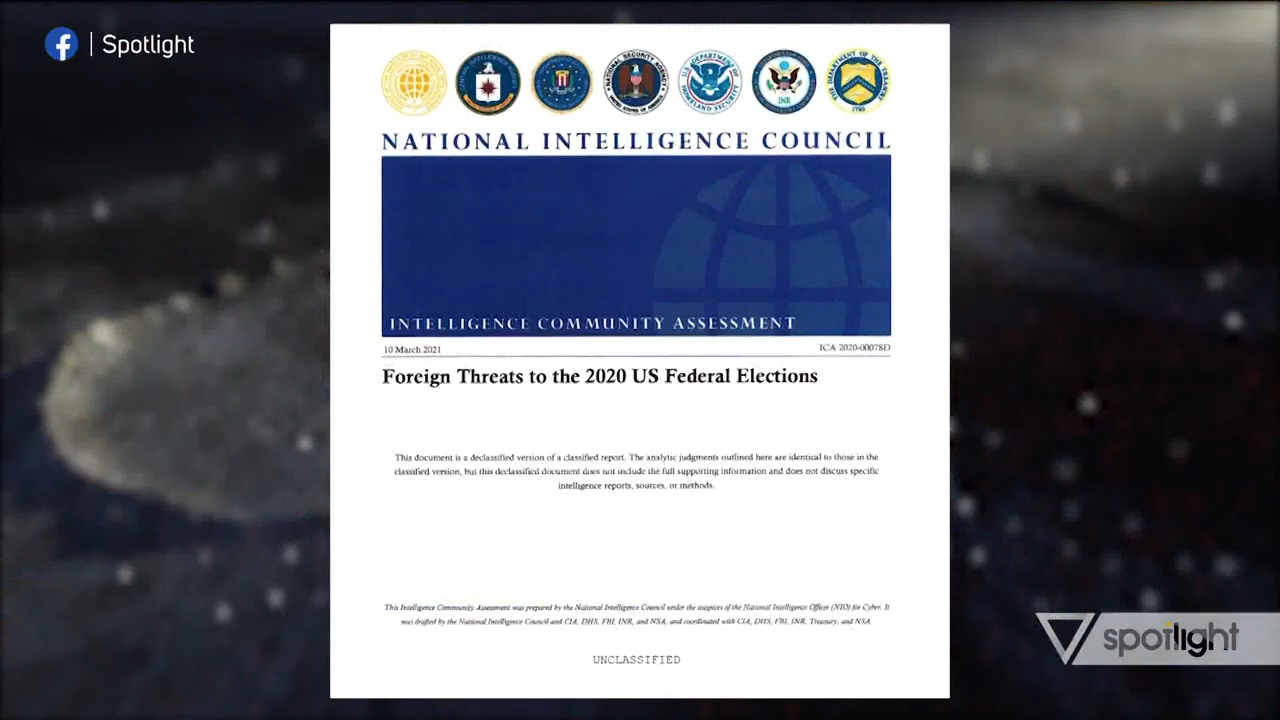 Spotlight
NATIONAL INTELLIGENCE COUNCIL
INTELLIGENCE COMMUNITY ASSESSMENT
10 March 2021
ICA 2020-00078D
Foreign Threats to the 2020 US Federal Elections
This document is a declassified version of a classified report. The analytic judgments outlined here are identical to those in the
classified version, but this declassified document does not include the full supporting information and does not discuss specific
intelligence reports, sources, or methods.
This Intelligence Community Assessment was prepared by the National Intelligence Council under the auspices of the National Intelligence Officer (NIO) for Cyber. It
was drafted by the National Intelligence Council and CIA, DHS, FBI, INR, and NSA, and coordinated with CIA, DHS, FBI, INR, Treasury, and NSA.
UNCLASSIFIED
spotlight